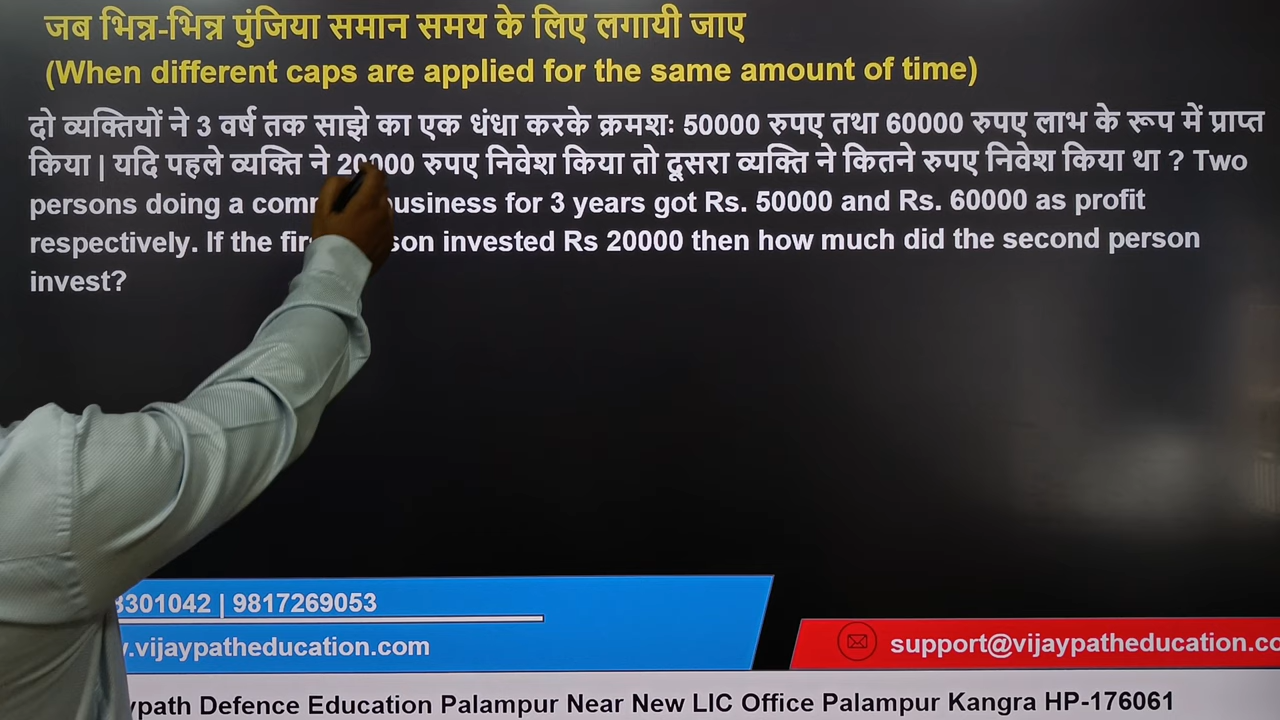 जब भिन्न-भिन्न पुंजिया समान समय के लिए लगायी जाए
(When different caps are applied for the same amount of time)
दो व्यक्तियों ने 3 वर्ष तक साझे का एक धंधा करके क्रमशः 50000 रुपए तथा 60000 रुपए लाभ के रूप में प्राप्त
किया | यदि पहले व्यक्ति ने 20000 रुपए निवेश किया तो दूसरा व्यक्ति ने कितने रुपए निवेश किया था ? Two
persons doing a business for 3 years got Rs. 50000 and Rs. 60000 as profit
respectively. If the invested Rs 20000 then how much did the second person
invest?
3301042 | 9817269053
.vijaypatheducation.com
support@vijaypatheducation.co
ypath Defence Education Palampur Near New LIC Office Palampur Kangra HP-176061